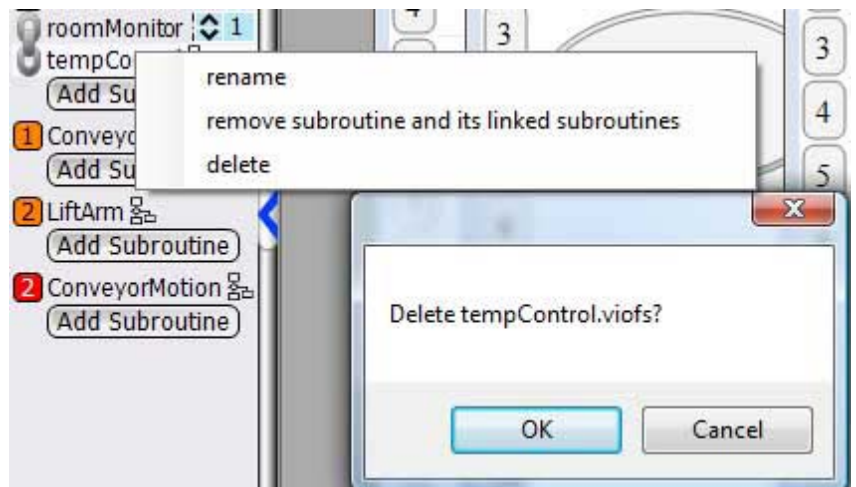 roomMonitor 1
tempCo
Add Su
1 Conveyo
Add Su
2 LiftArm
Add Subroutine
2 ConveyorMotion
Add Subroutine
rename
remove subroutine and its linked subroutines
delete
4
3
3
4
5
X
Delete tempControl.viofs?
OK
Cancel